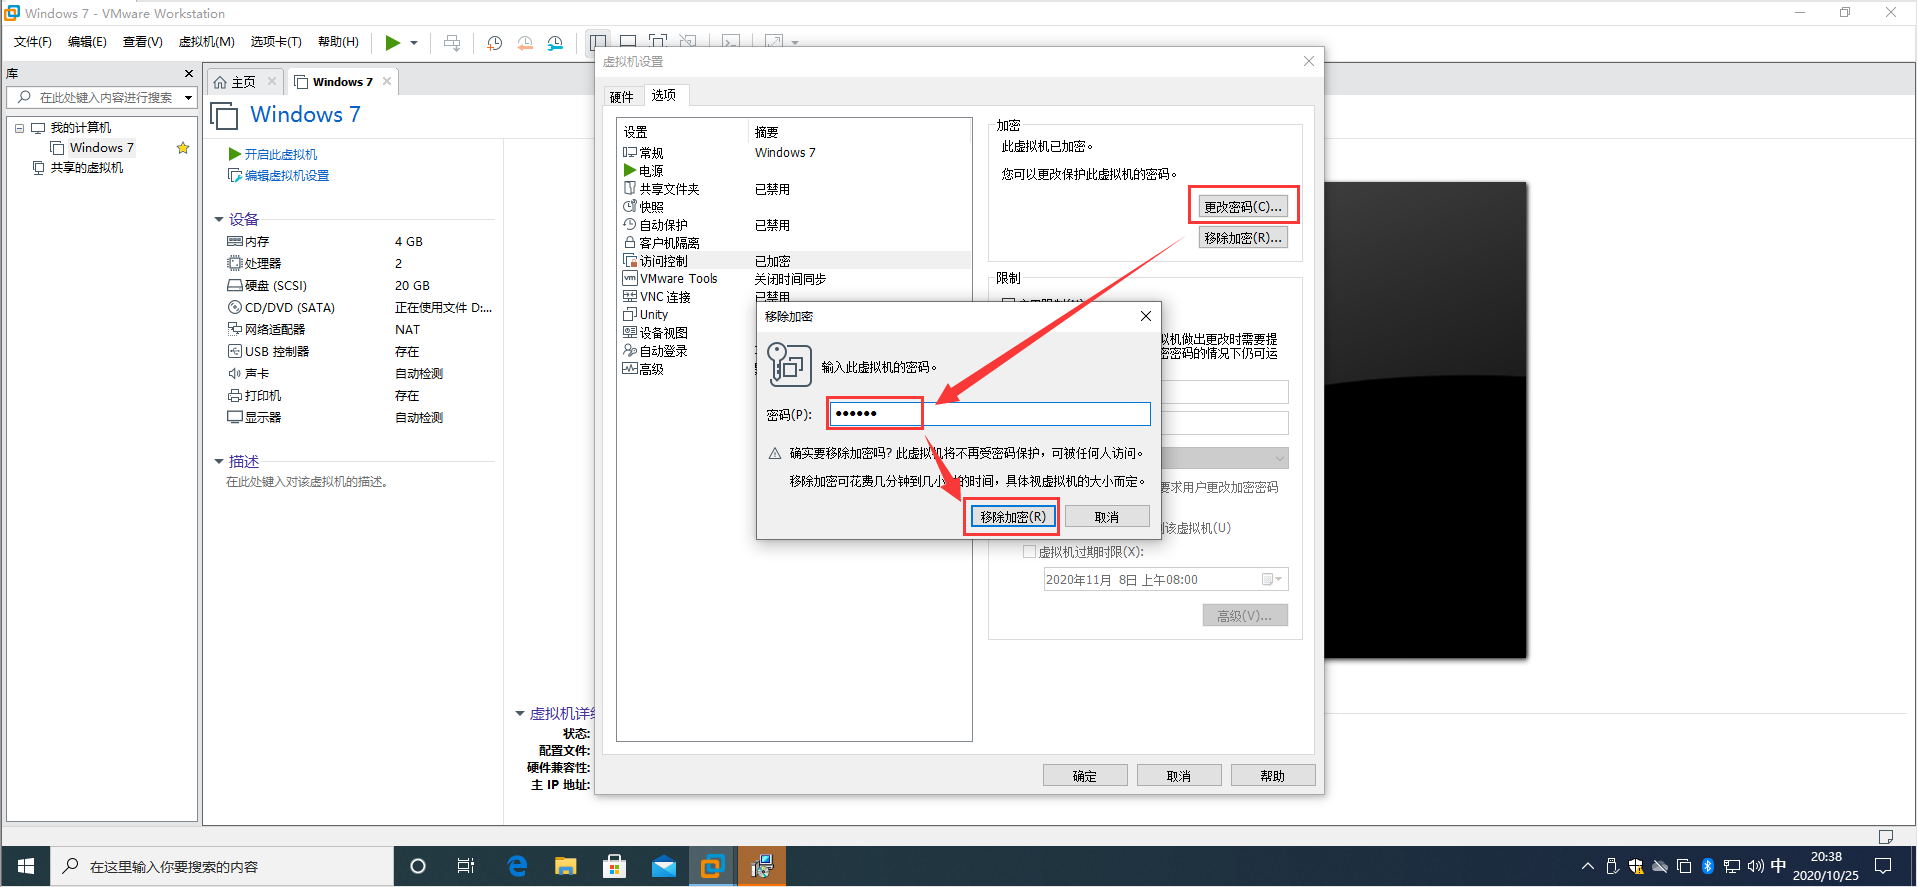 Windows 7 - VMware Workstation
文件(F) 编辑(E) 查看(V) 虚拟机(M) 选项卡(T) 帮助(H)
库
在此处键入内容进行搜索
我的计算机
Windows 7
共享的虚拟机
主页
Windows 7
Windows 7
开启此虚拟机
编辑虚拟机设置
设备
内存 4 GB
处理器 2
硬盘 (SCSI) 20 GB
CD/DVD (SATA) 正在使用文件 D:...
网络适配器 NAT
USB 控制器 存在
声卡 自动检测
打印机 存在
显示器 自动检测
描述
在此处键入对该虚拟机的描述。
虚拟机详
状态:
配置文件:
硬件兼容性:
主 IP 地址:
虚拟机设置
硬件 选项
设置 摘要
常规 Windows 7
电源
共享文件夹 已禁用
快照
自动保护 已禁用
客户机隔离
访问控制 已加密
vm VMware Tools 关闭时间同步
VNC 连接 已禁用
Unity
设备视图
自动登录
高级
加密
此虚拟机已加密。
您可以更改保护此虚拟机的密码。
更改密码(C)...
移除加密(R)...
限制
拟机做出更改时需要提
密密码的情况下仍可运
要求用户更改加密密码
该虚拟机(U)
虚拟机过期时限(X):
2020年11月 8日 上午08:00
高级(V)...
确定 取消 帮助
移除加密
输入此虚拟机的密码。
密码(P): ●●●●●●
确实要移除加密吗? 此虚拟机将不再受密码保护，可被任何人访问。
移除加密可花费几分钟到几小时的时间，具体视虚拟机的大小而定。
移除加密(R) 取消
在这里输入你要搜索的内容
中
20:38
2020/10/25